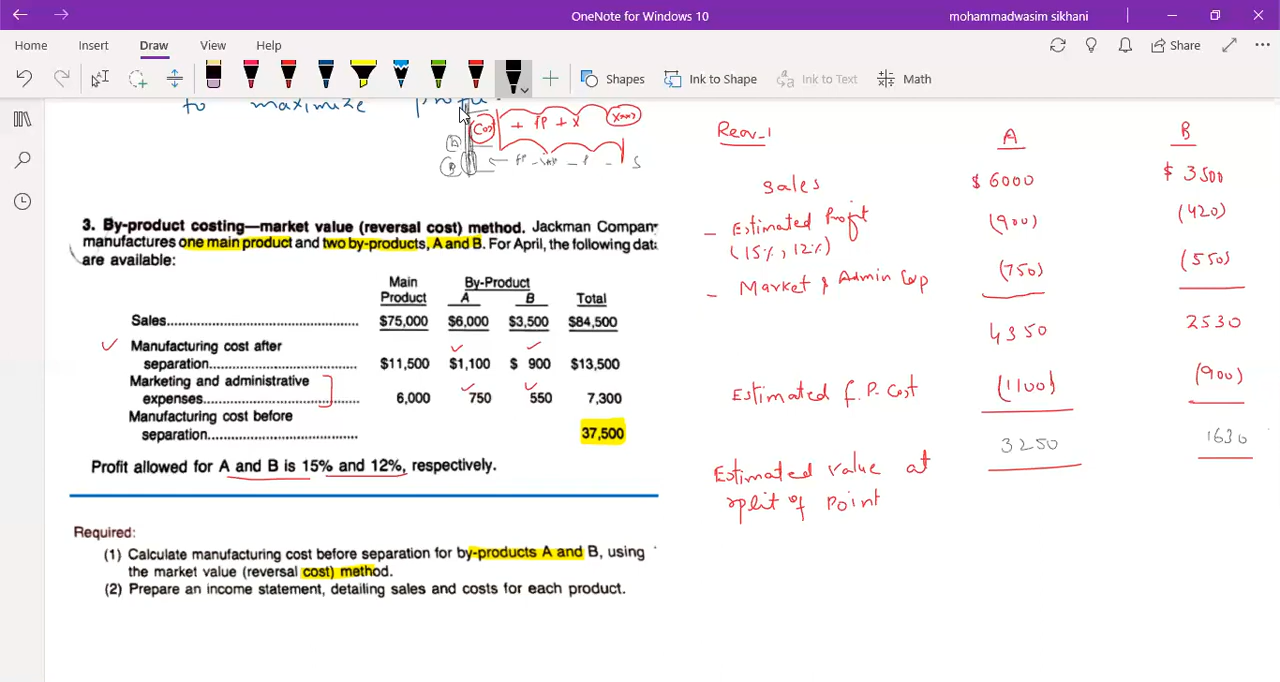 OneNote for Windows 10
mohammadwasim sikhani
Home Insert Draw View Help
Share
Shapes
Ink to Shape
Ink to Text
Math
to maximize
Cost + FP + X
A
B
S
3. By-product costing—market value (reversal cost) method. Jackman Compan
manufactures one main product and two by-products, A and B. For April, the following dat
are available:
Main By-Product
Product A B Total
Sales $75,000 $6,000 $3,500 $84,500
Manufacturing cost after
separation $11,500 $1,100 $ 900 $13,500
Marketing and administrative
expenses 6,000 750 550 7,300
Manufacturing cost before
separation 37,500
Profit allowed for A and B is 15% and 12%, respectively.
Required:
(1) Calculate manufacturing cost before separation for by-products A and B, using
the market value (reversal cost) method.
(2) Prepare an income statement, detailing sales and costs for each product.
A B
Sales $ 6000 $ 3500
- Estimated Profit (900) (420)
(15%, 12%)
- Market & Admin Exp (750) (550)
4350 2530
Estimated F.P. Cost (1100) (900)
3250 1630
Estimated value at
split of point